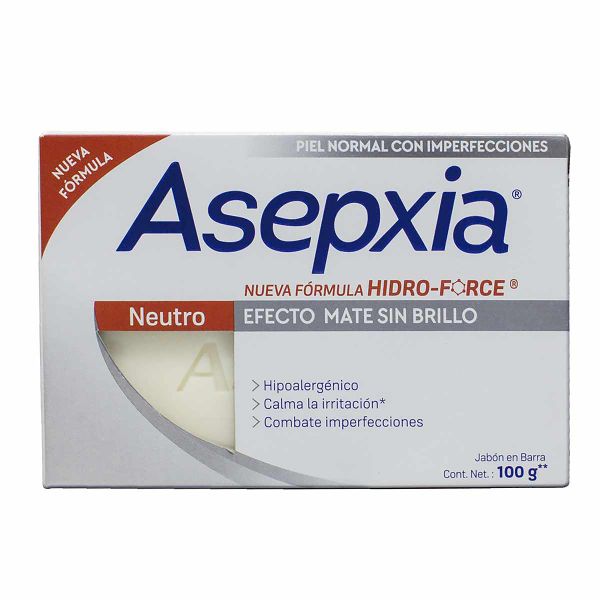 NUEVA
FÓRMULA
PIEL NORMAL CON IMPERFECCIONES
Asepxia®
NUEVA FÓRMULA HIDRO-FORCE®
Neutro
EFECTO MATE SIN BRILLO
Asep
> Hipoalergénico
> Calma la irritación*
> Combate imperfecciones
Jabón en Barra
Cont. Net.: 100 g**